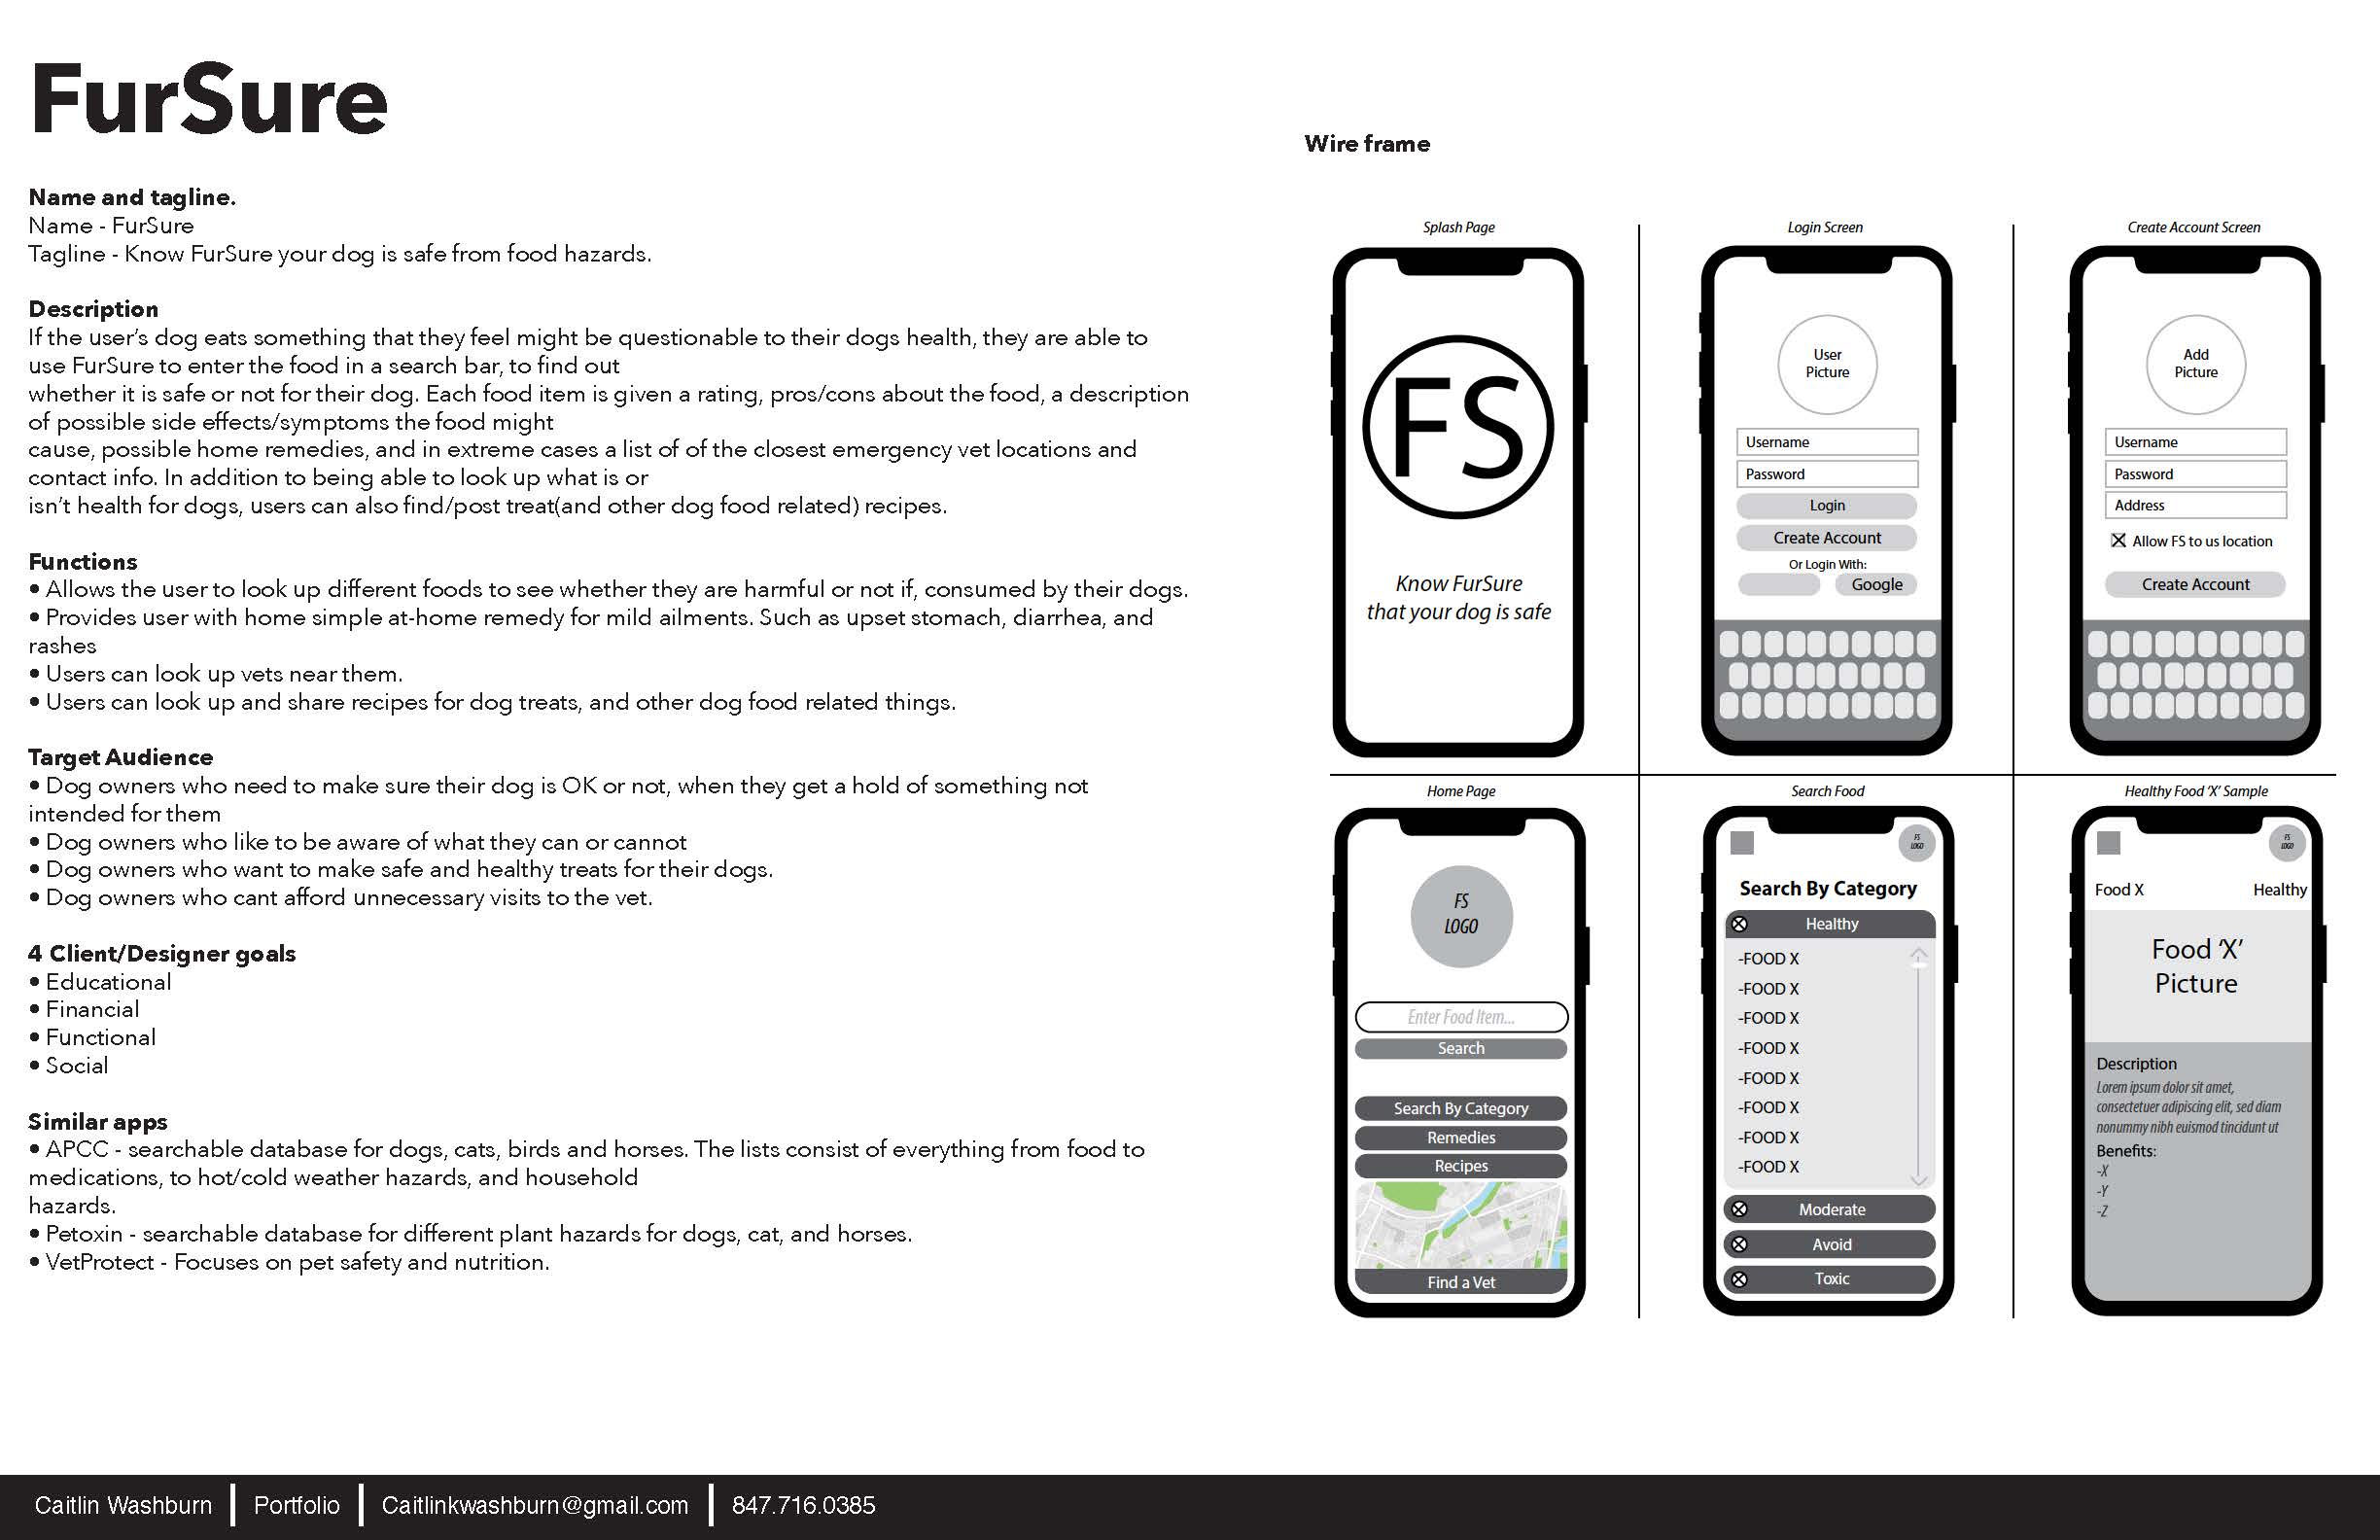 FurSure
Name and tagline.
Name - FurSure
Tagline - Know FurSure your dog is safe from food hazards.
Description
If the user's dog eats something that they feel might be questionable to their dogs health, they are able to
use FurSure to enter the food in a search bar, to find out
whether it is safe or not for their dog. Each food item is given a rating, pros/cons about the food, a description
of possible side effects/symptoms the food might
cause, possible home remedies, and in extreme cases a list of of the closest emergency vet locations and
contact info. In addition to being able to look up what is or
isn't health for dogs, users can also find/post treat(and other dog food related) recipes.
Functions
• Allows the user to look up different foods to see whether they are harmful or not if, consumed by their dogs.
• Provides user with home simple at-home remedy for mild ailments. Such as upset stomach, diarrhea, and
rashes
• Users can look up vets near them.
• Users can look up and share recipes for dog treats, and other dog food related things.
Target Audience
• Dog owners who need to make sure their dog is OK or not, when they get a hold of something not
intended for them
• Dog owners who like to be aware of what they can or cannot
• Dog owners who want to make safe and healthy treats for their dogs.
• Dog owners who cant afford unnecessary visits to the vet.
4 Client/Designer goals
• Educational
• Financial
• Functional
• Social
Similar apps
• APCC - searchable database for dogs, cats, birds and horses. The lists consist of everything from food to
medications, to hot/cold weather hazards, and household
hazards.
• Petoxin - searchable database for different plant hazards for dogs, cat, and horses.
• VetProtect - Focuses on pet safety and nutrition.
Wire frame
Splash Page
FS
Know FurSure
that your dog is safe
Login Screen
User
Picture
Username
Password
Login
Create Account
Or Login With:
Google
Create Account Screen
Add
Picture
Username
Password
Address
Allow FS to us location
Create Account
Home Page
FS
LOGO
Enter Food Item...
Search
Search By Category
Remedies
Recipes
Find a Vet
Search Food
FS
LOGO
Search By Category
Healthy
-FOOD X
-FOOD X
-FOOD X
-FOOD X
-FOOD X
-FOOD X
-FOOD X
-FOOD X
Moderate
Avoid
Toxic
Healthy Food 'X' Sample
FS
LOGO
Food X Healthy
Food 'X'
Picture
Description
Lorem ipsum dolor sit amet,
consectetuer adipiscing elit, sed diam
nonummy nibh euismod tincidunt ut
Benefits:
-X
-Y
-Z
Caitlin Washburn | Portfolio | Caitlinkwashburn@gmail.com | 847.716.0385